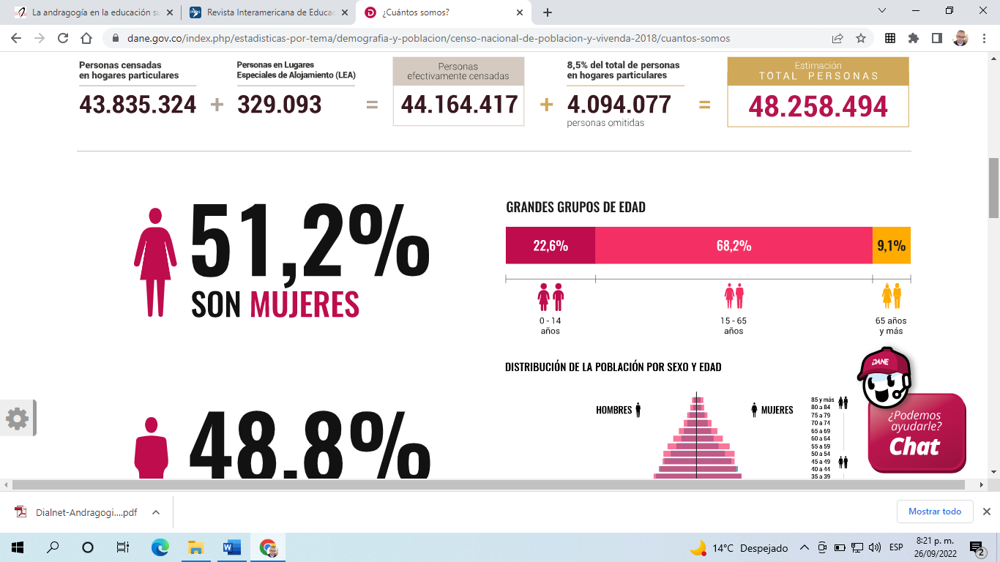 La andragogía en la educación su
Revista Interamericana de Educac
¿Cuántos somos?
dane.gov.co/index.php/estadisticas-por-tema/demografia-y-poblacion/censo-nacional-de-poblacion-y-vivenda-2018/cuantos-somos
Personas censadas
en hogares particulares
43.835.324
+
Personas en Lugares
Especiales de Alojamiento (LEA)
329.093
=
Personas
efectivamente censadas
44.164.417
+
8,5% del total de personas
en hogares particulares
4.094.077
personas omitidas
=
Estimación
TOTAL PERSONAS
48.258.494
51,2%
SON MUJERES
48,8%
GRANDES GRUPOS DE EDAD
22,6% 68,2% 9,1%
0 - 14
años
15 - 65
años
65 años
y más
DISTRIBUCIÓN DE LA POBLACIÓN POR SEXO Y EDAD
HOMBRES
MUJERES
85 y más
80 a 84
75 a 79
70 a 74
65 a 69
60 a 64
55 a 59
50 a 54
45 a 49
40 a 44
35 a 39
DANE
¿Podemos
ayudarle?
Chat
Dialnet-Andragogi....pdf
Mostrar todo
14°C Despejado
ESP
8:21 p. m.
26/09/2022
2